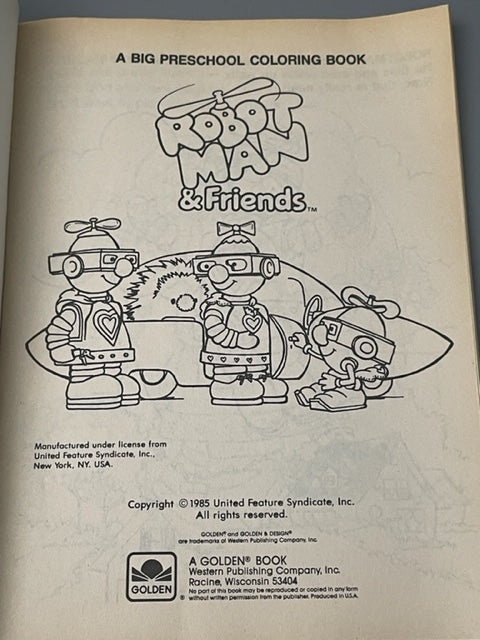 A BIG PRESCHOOL COLORING BOOK
ROBOT
MAN
& Friends™
Manufactured under license from
United Feature Syndicate, Inc.,
New York, NY. USA.
Copyright ©1985 United Feature Syndicate, Inc.
All rights reserved.
GOLDEN® and GOLDEN & DESIGN®
are trademarks of Western Publishing Company, Inc.
GOLDEN
®
A GOLDEN® BOOK
Western Publishing Company, Inc.
Racine, Wisconsin 53404
No part of this book may be reproduced or copied in any form
without written permission from the publisher. Produced in U.S.A.